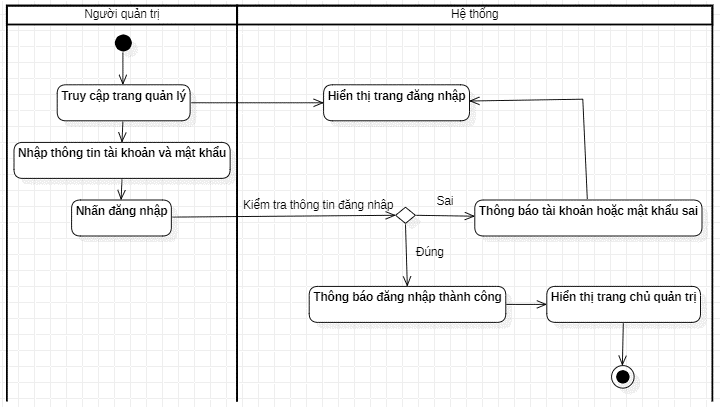 Người quản trị
Hệ thống
Truy cập trang quản lý
Hiển thị trang đăng nhập
Nhập thông tin tài khoản và mật khẩu
Nhấn đăng nhập
Kiểm tra thông tin đăng nhập
Sai
Thông báo tài khoản hoặc mật khẩu sai
Đúng
Thông báo đăng nhập thành công
Hiển thị trang chủ quản trị